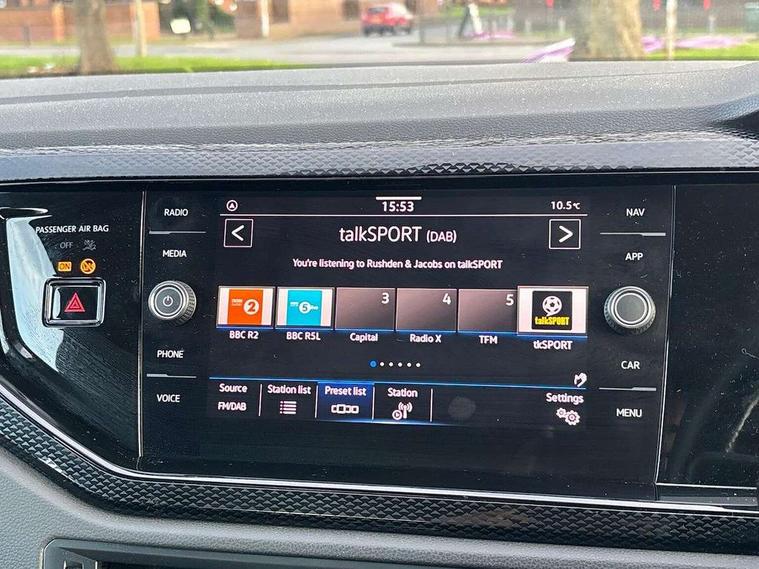 RADIO
MEDIA
PHONE
VOICE
PASSENGER AIR BAG
OFF
ON
15:53
10.5°C
talkSPORT (DAB)
You're listening to Rushden & Jacobs on talkSPORT
2
5 live
3
4
5
talkSPORT
BBC R2
BBC R5L
Capital
Radio X
TFM
tkSPORT
Source
FM/DAB
Station list
Preset list
Station
Settings
NAV
APP
CAR
MENU